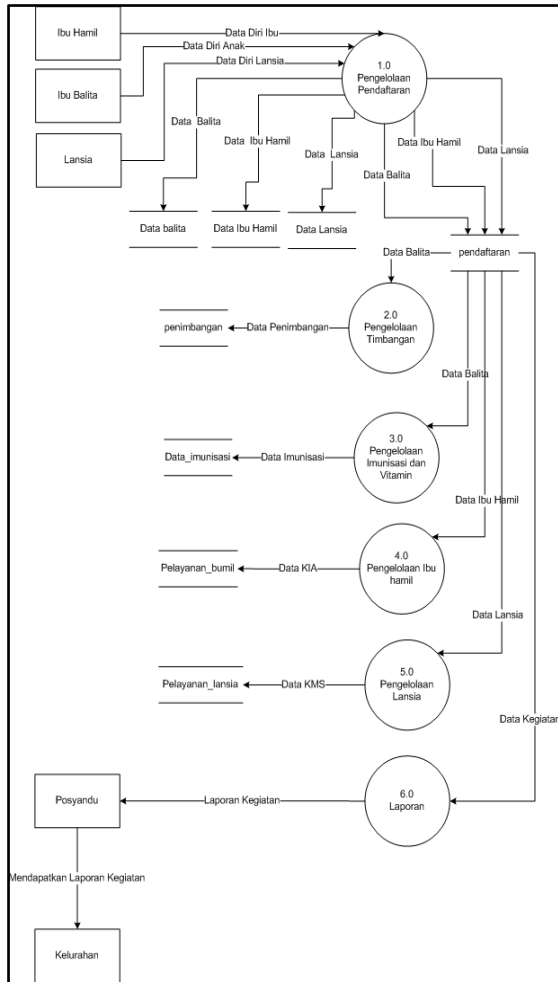 Ibu Hamil
Data Diri Ibu
Data Diri Anak
Data Diri Lansia
Ibu Balita
Lansia
1.0
Pengelolaan
Pendaftaran
Data Balita
Data Ibu Hamil
Data Lansia
Data Balita
Data Ibu Hamil
Data Lansia
Data balita
Data Ibu Hamil
Data Lansia
pendaftaran
Data Balita
2.0
Pengelolaan
Timbangan
Data Penimbangan
penimbangan
Data Balita
3.0
Pengelolaan
Imunisasi dan
Vitamin
Data Imunisasi
Data_imunisasi
Data Ibu Hamil
4.0
Pengelolaan Ibu
hamil
Data KIA
Pelayanan_bumil
Data Lansia
5.0
Pengelolaan
Lansia
Data KMS
Pelayanan_lansia
Data Kegiatan
6.0
Laporan
Laporan Kegiatan
Posyandu
Mendapatkan Laporan Kegiatan
Kelurahan